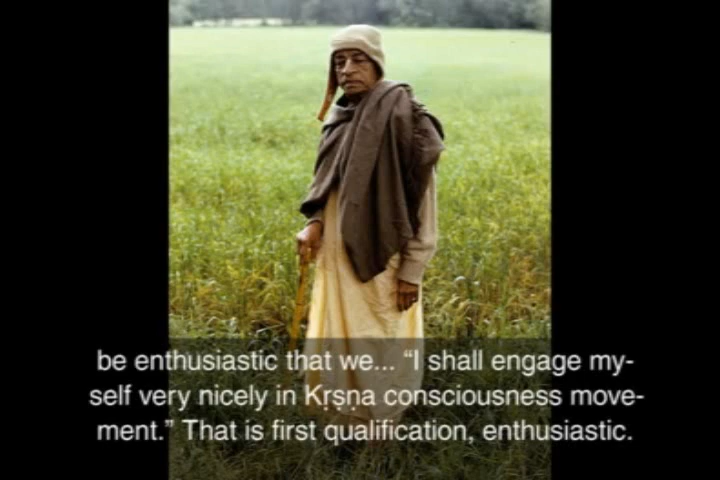 be enthusiastic that we... “I shall engage my-
self very nicely in Kṛṣṇa consciousness move-
ment.” That is first qualification, enthusiastic.